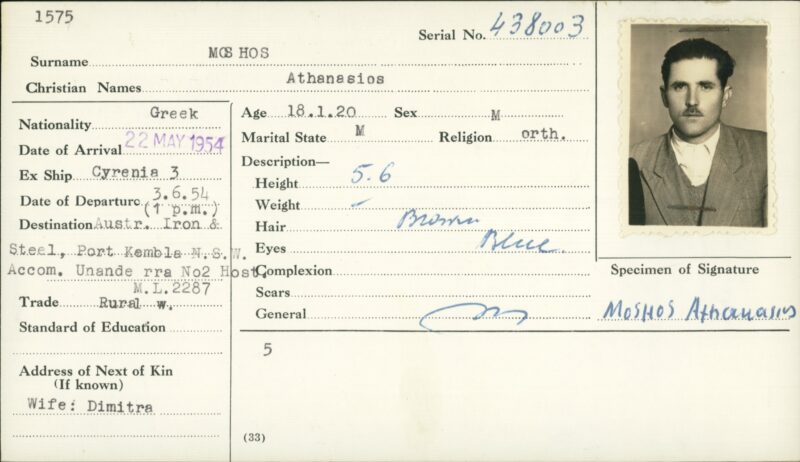 1575
Serial No. 438003
Surname MOSHOS
Christian Names Athanasios
Nationality Greek
Date of Arrival 22 MAY 1954
Ex Ship Cyrenia 3
Date of Departure 3.6.54
(1 p.m.)
Destination Austr. Iron &
Steel, Port Kembla N.S.W.
Accom. Unande rra No2 Host.
M.L.2287
Trade Rural w.
Standard of Education
Address of Next of Kin
(If known)
Wife: Dimitra
Age 18.1.20 Sex M
Marital State M Religion orth.
Description—
Height 5.6
Weight –
Hair Brown
Eyes Blue.
Complexion
Scars
General
5
(33)
Specimen of Signature
MOSHOS Athanasios